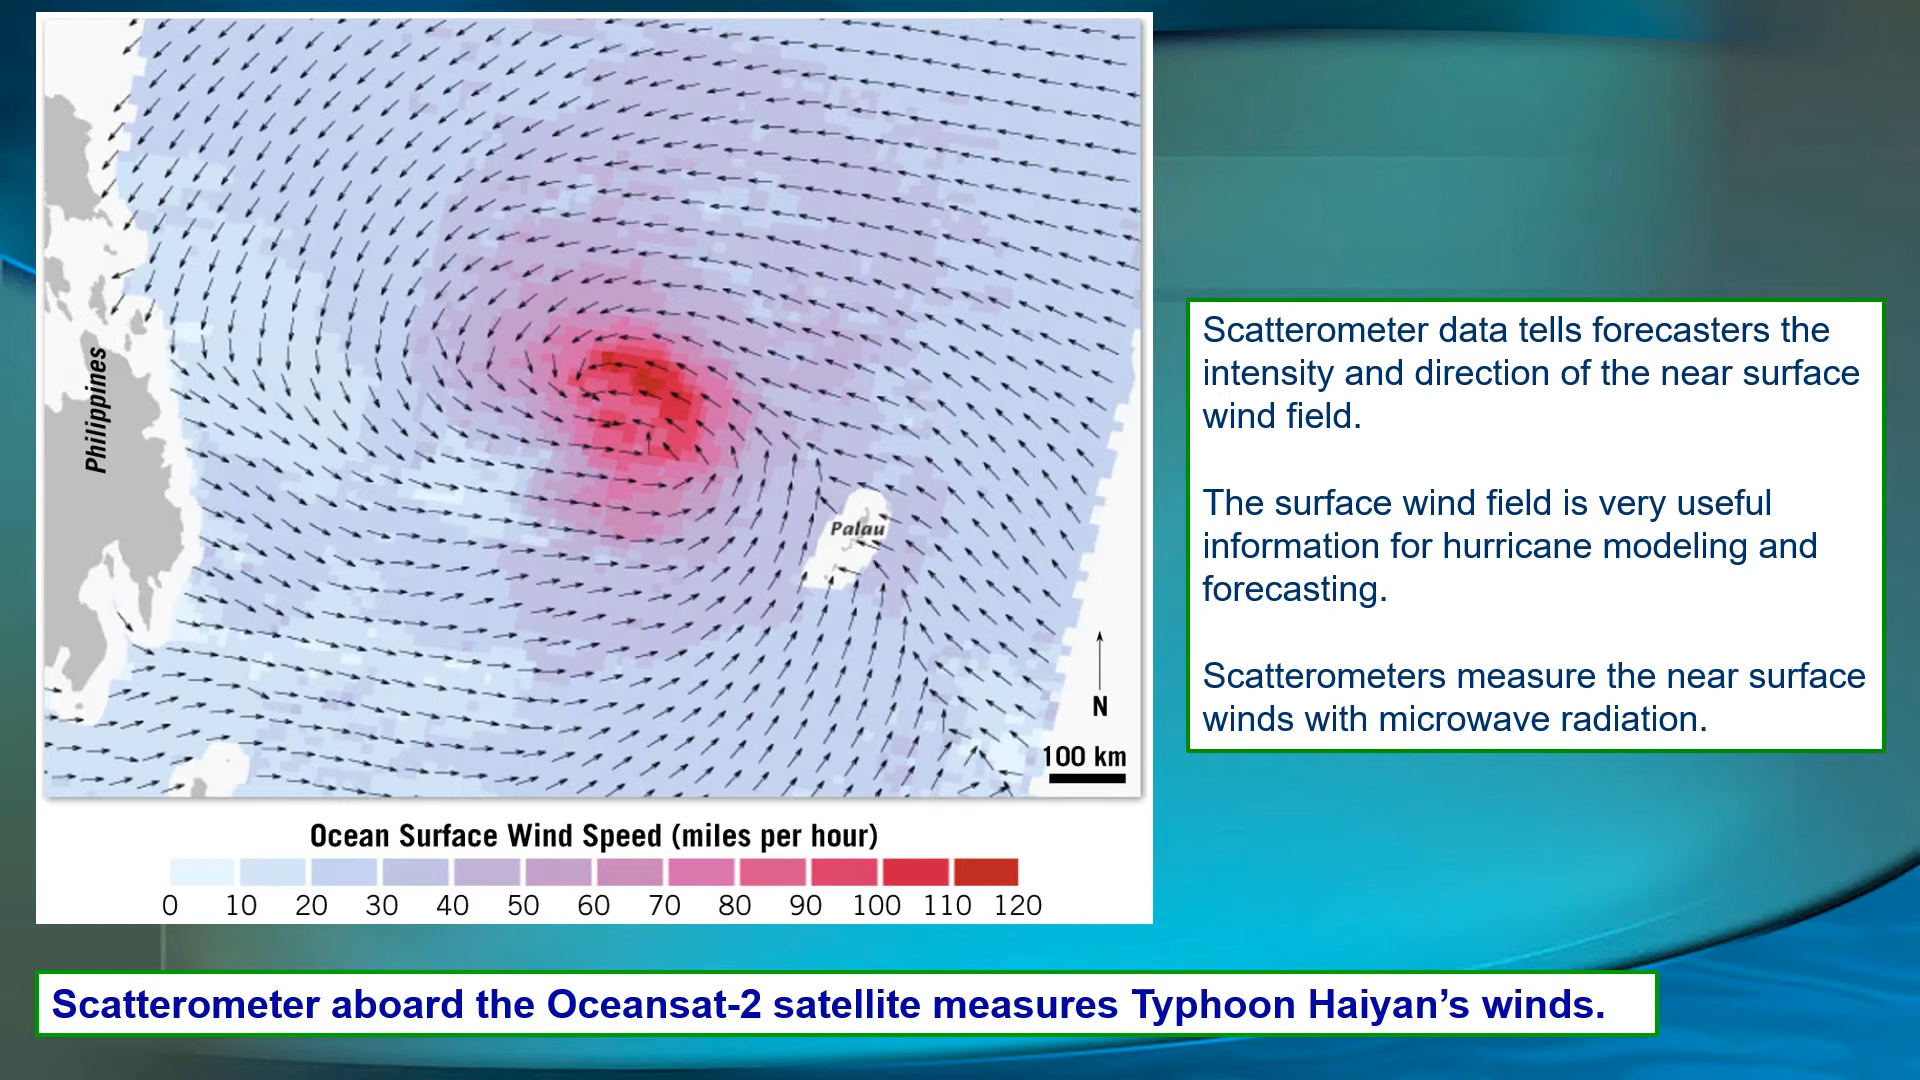 Philippines
Palau
N
100 km
Ocean Surface Wind Speed (miles per hour)
0 10 20 30 40 50 60 70 80 90 100 110 120
Scatterometer data tells forecasters the
intensity and direction of the near surface
wind field.
The surface wind field is very useful
information for hurricane modeling and
forecasting.
Scatterometers measure the near surface
winds with microwave radiation.
Scatterometer aboard the Oceansat-2 satellite measures Typhoon Haiyan’s winds.